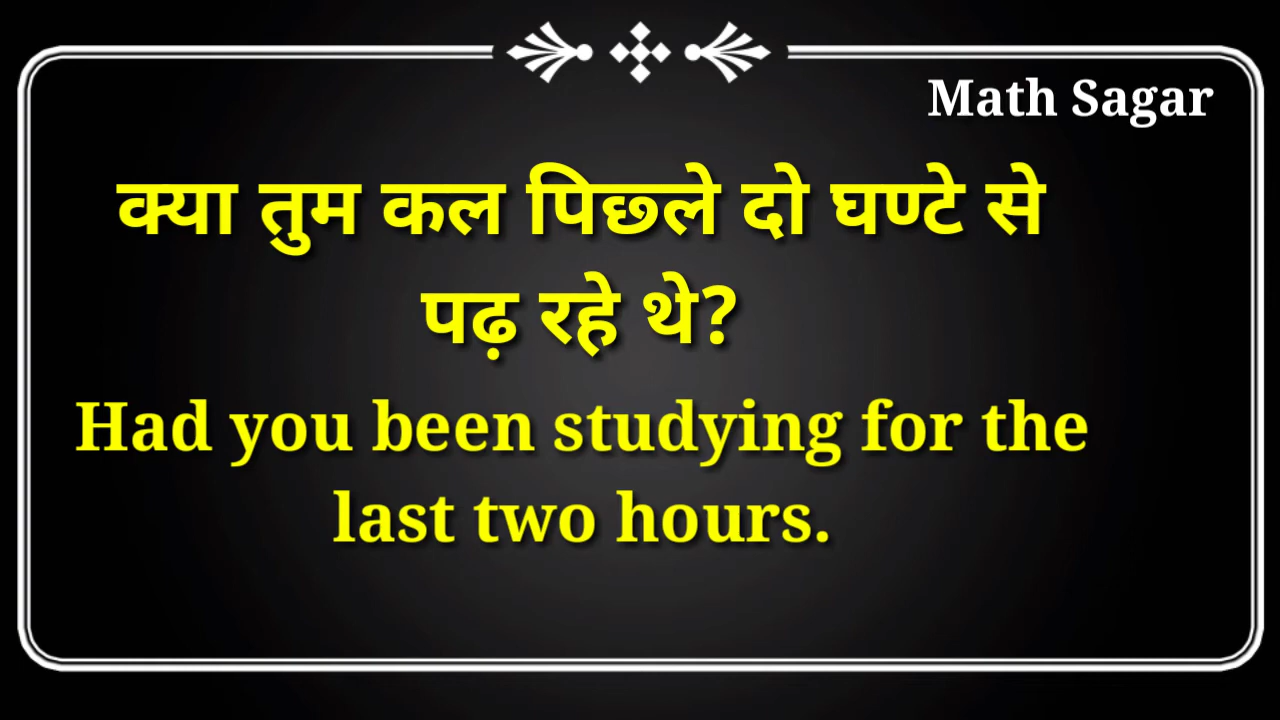 Math Sagar
क्या तुम कल पिछले दो घण्टे से
पढ़ रहे थे?
Had you been studying for the
last two hours.